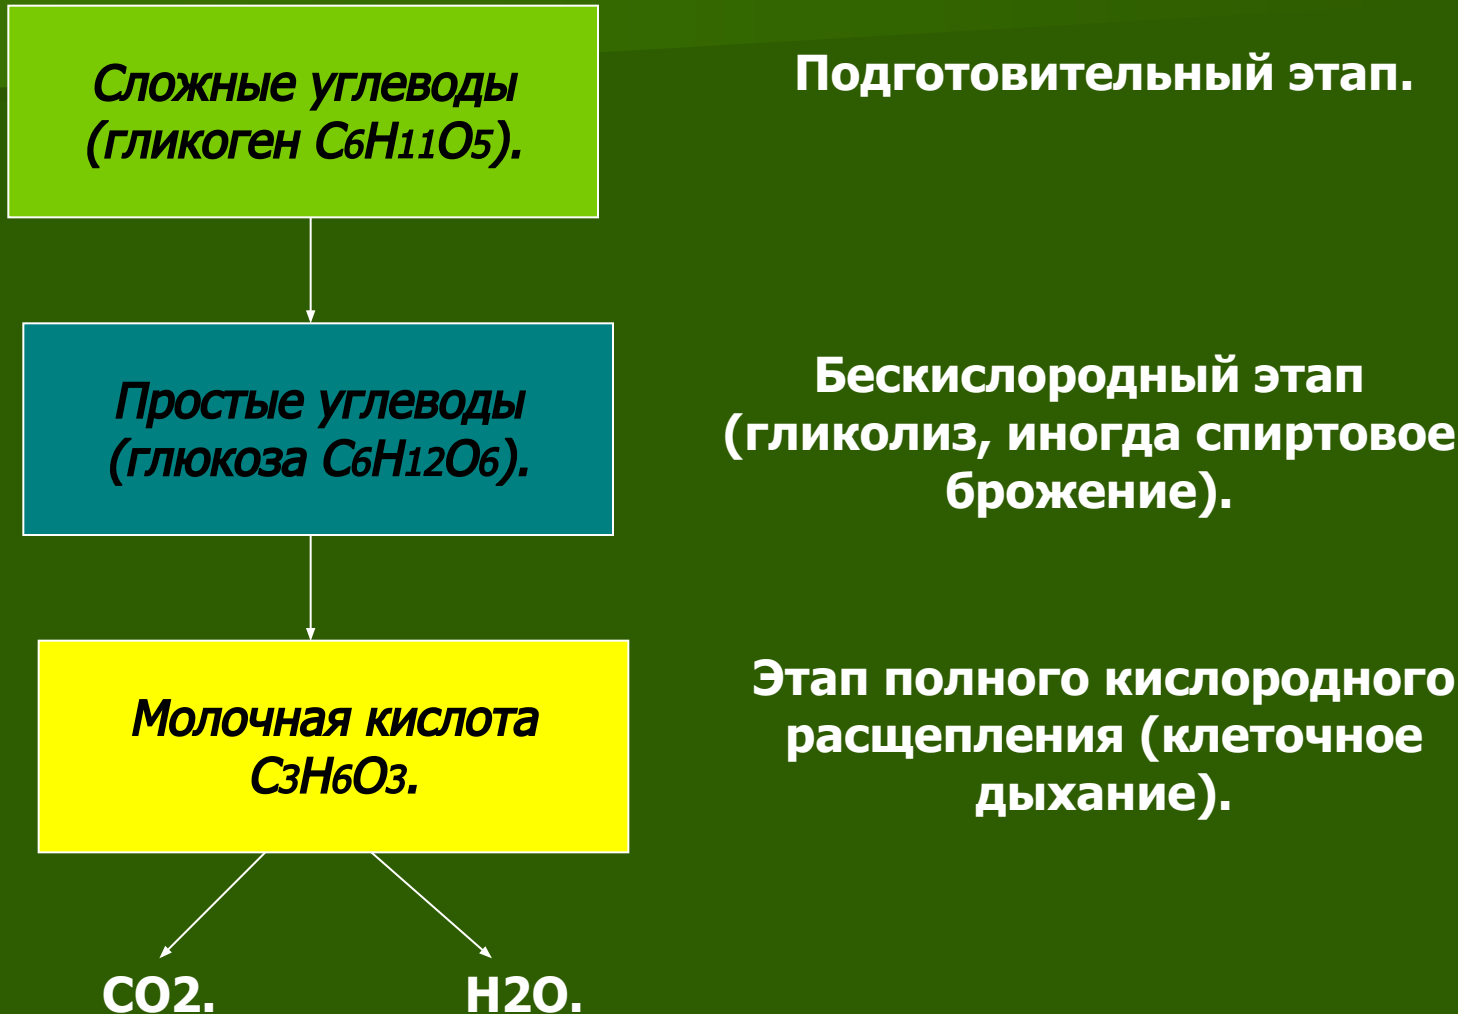 Сложные углеводы
(гликоген C6H11O5).
Подготовительный этап.
Простые углеводы
(глюкоза C6H12O6).
Бескислородный этап
(гликолиз, иногда спиртовое
брожение).
Молочная кислота
C3H6O3.
Этап полного кислородного
расщепления (клеточное
дыхание).
CO2.
H2O.